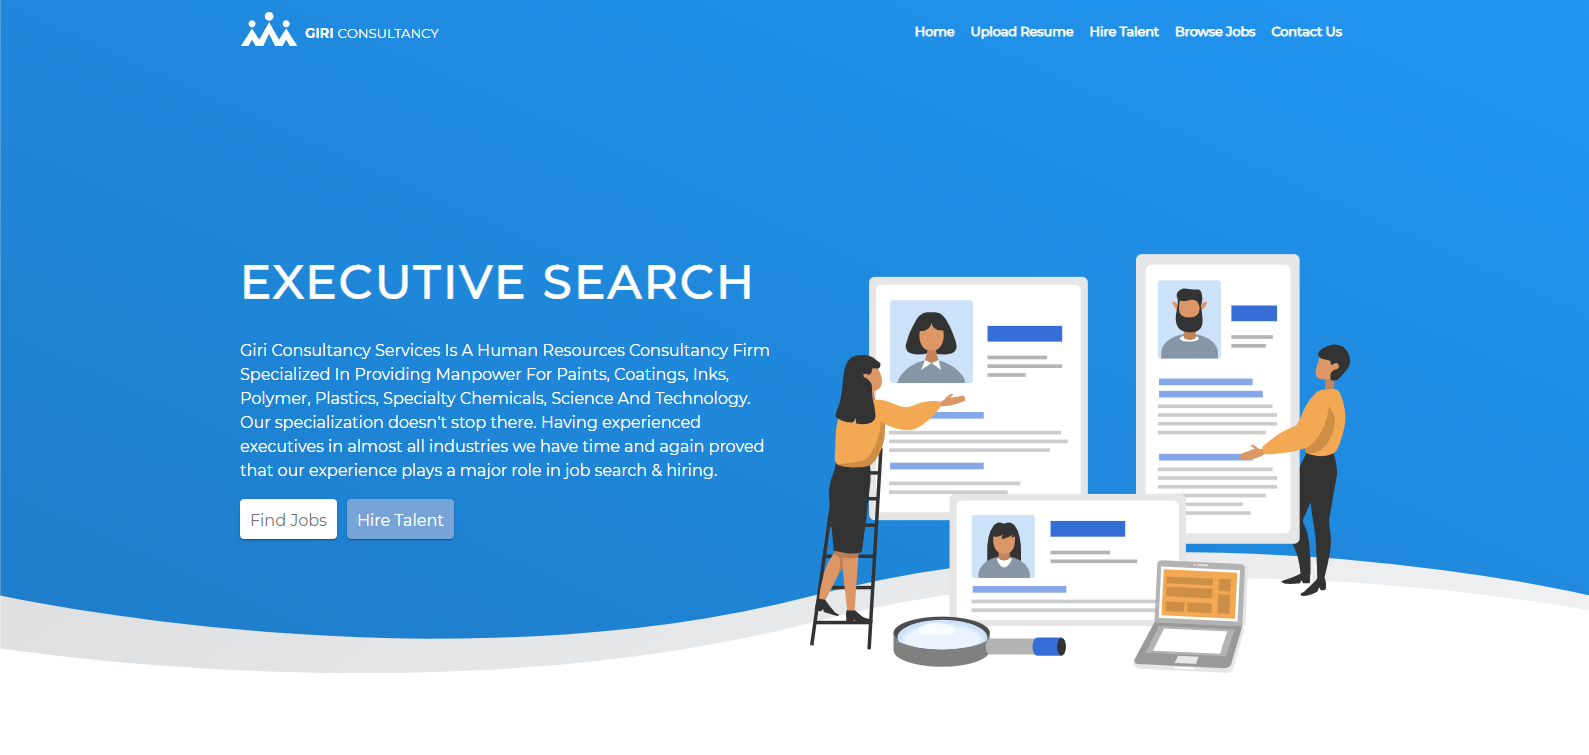 GIRI CONSULTANCY
Home Upload Resume Hire Talent Browse Jobs Contact Us
EXECUTIVE SEARCH
Giri Consultancy Services Is A Human Resources Consultancy Firm
Specialized In Providing Manpower For Paints, Coatings, Inks,
Polymer, Plastics, Specialty Chemicals, Science And Technology.
Our specialization doesn't stop there. Having experienced
executives in almost all industries we have time and again proved
that our experience plays a major role in job search & hiring.
Find Jobs Hire Talent